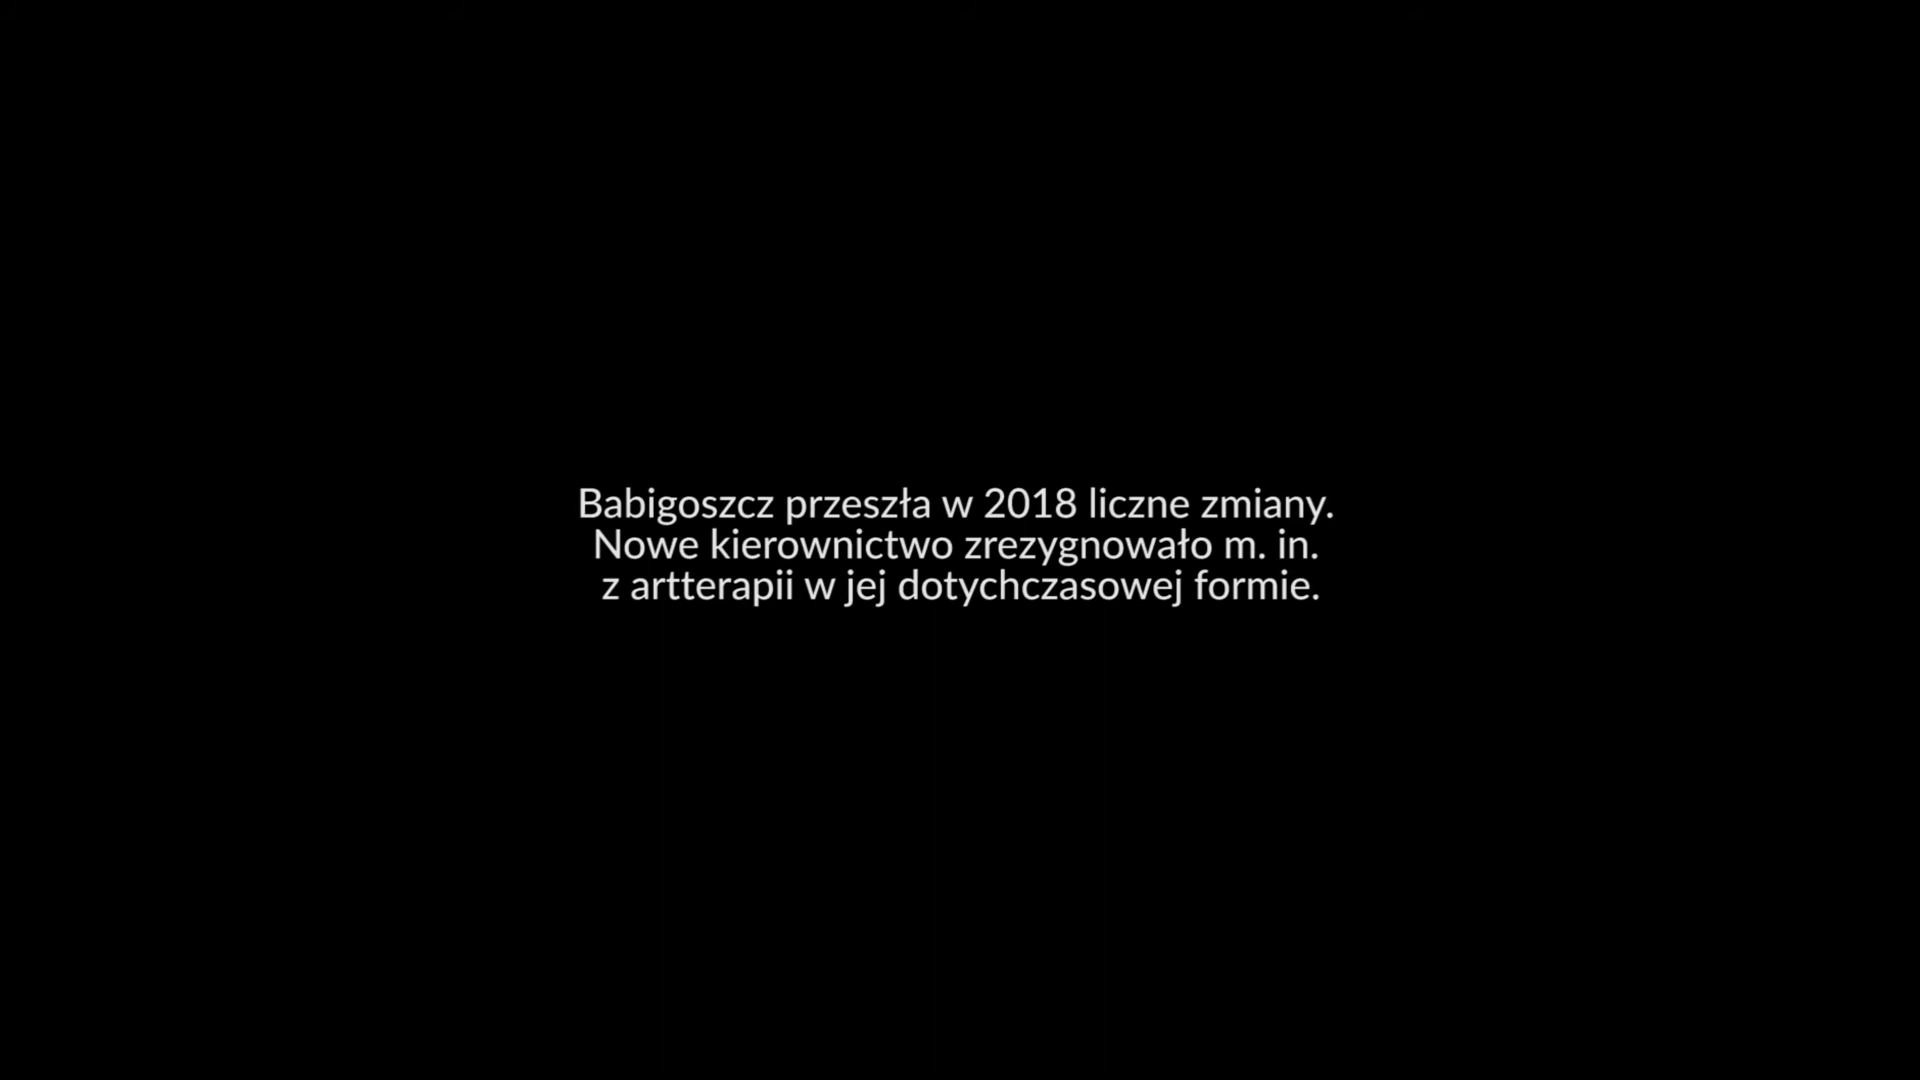 Babigoszcz przeszła w 2018 liczne zmiany.
Nowe kierownictwo zrezygnowało m. in.
z artterapii w jej dotychczasowej formie.